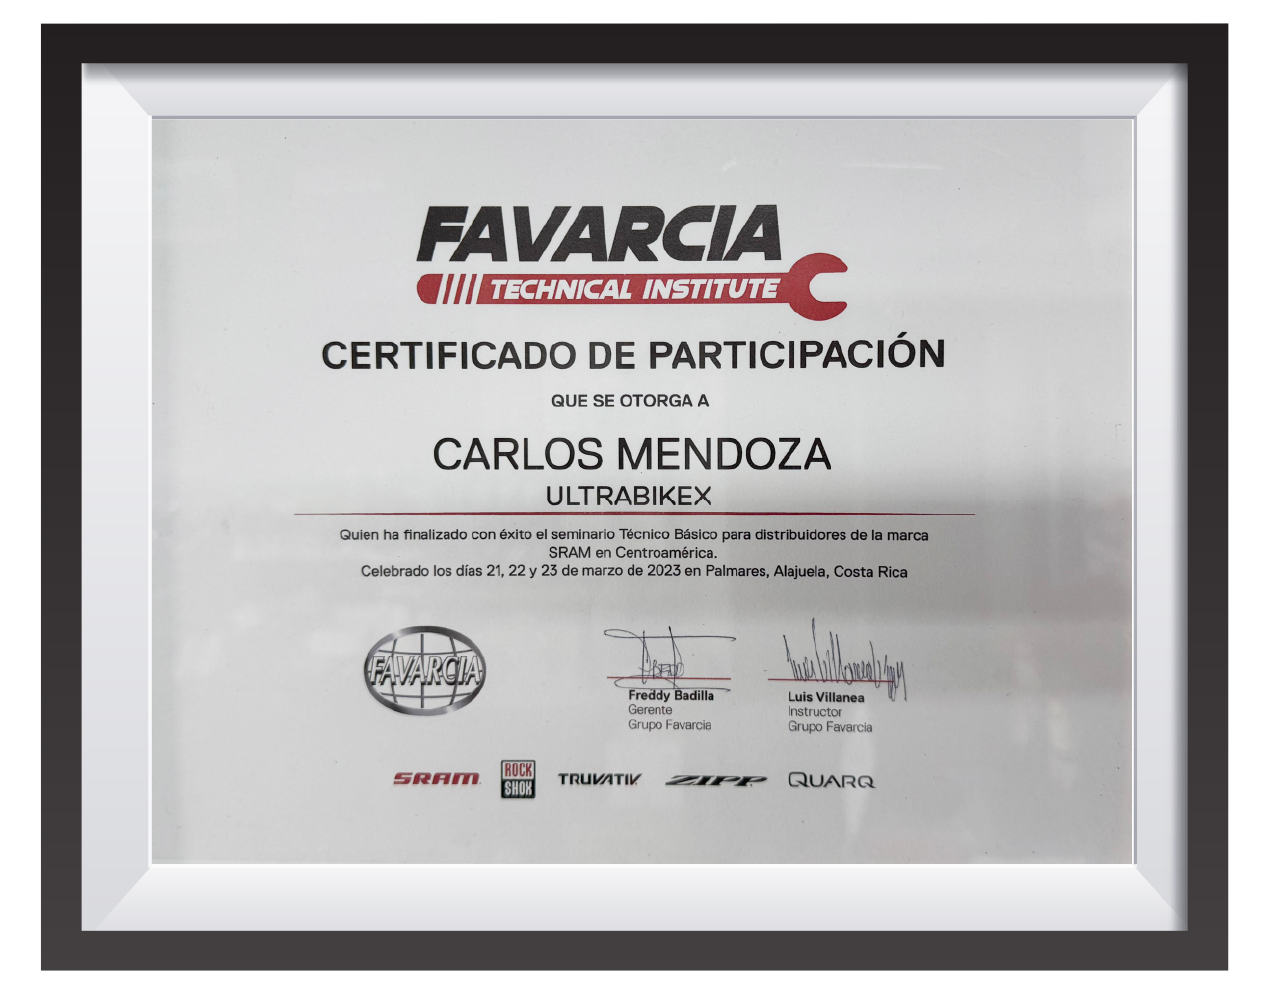 FAVARCIA
TECHNICAL INSTITUTE
CERTIFICADO DE PARTICIPACIÓN
QUE SE OTORGA A
CARLOS MENDOZA
ULTRABIKEX
Quien ha finalizado con éxito el seminario Técnico Básico para distribuidores de la marca
SRAM en Centroamérica.
Celebrado los días 21, 22 y 23 de marzo de 2023 en Palmares, Alajuela, Costa Rica
FAVARCIA
Freddy Badilla
Gerente
Grupo Favarcia
Luis Villanea
Instructor
Grupo Favarcia
SRAM
ROCK
SHOX
TRUVATIV
ZIPP
QUARQ